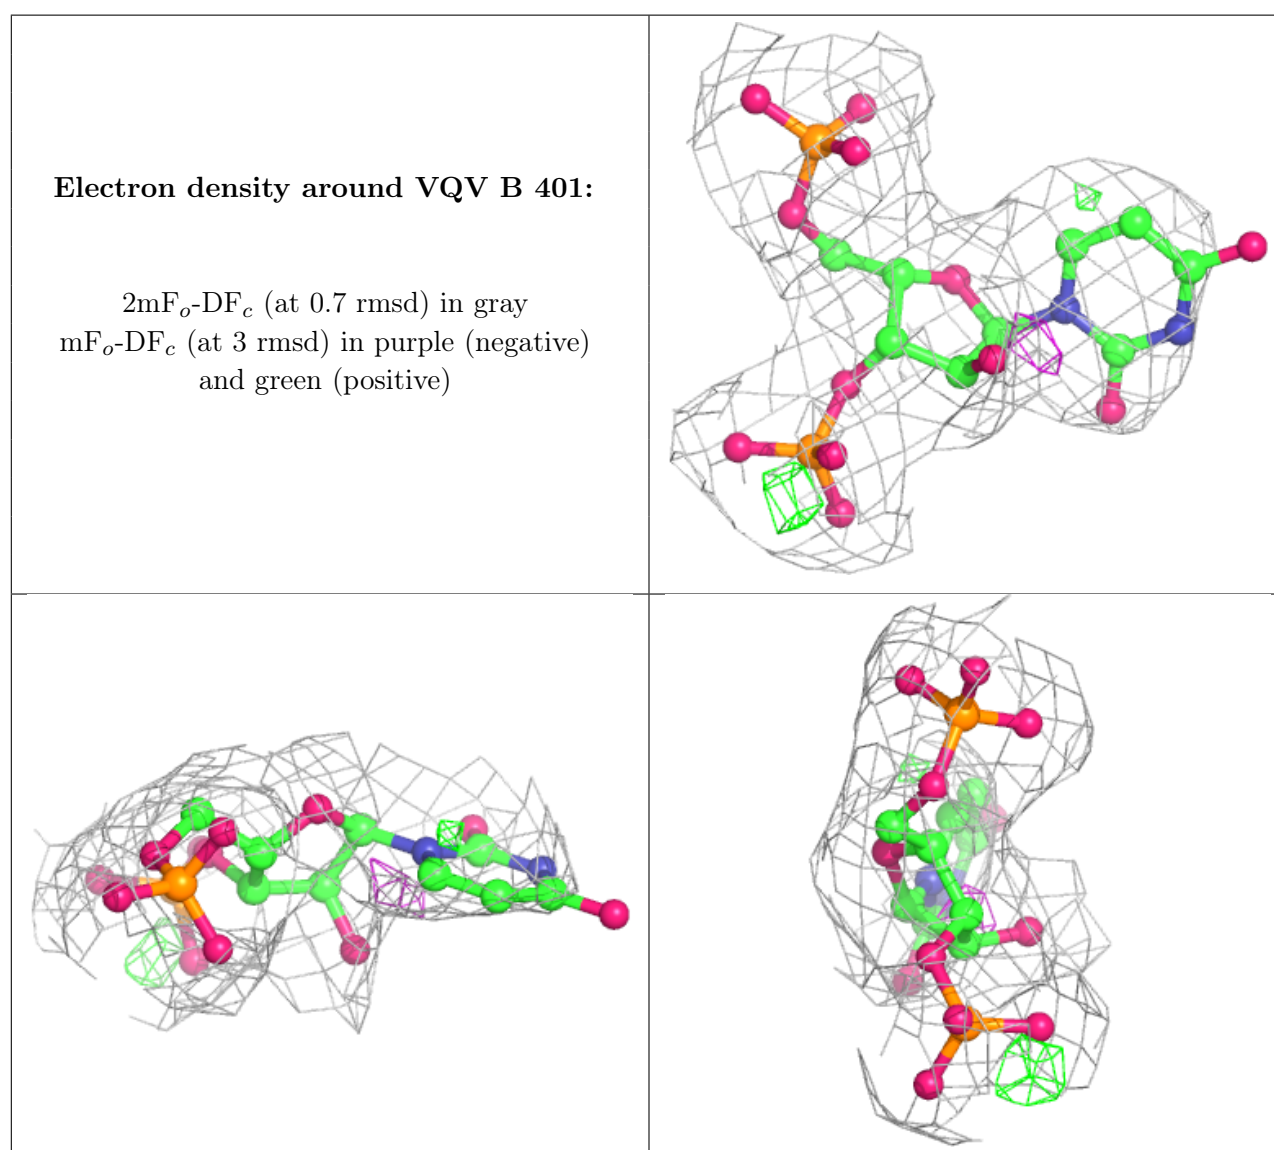 Electron density around VQV B 401:
2mFₒ-DF𝒸 (at 0.7 rmsd) in gray
mFₒ-DF𝒸 (at 3 rmsd) in purple (negative)
and green (positive)